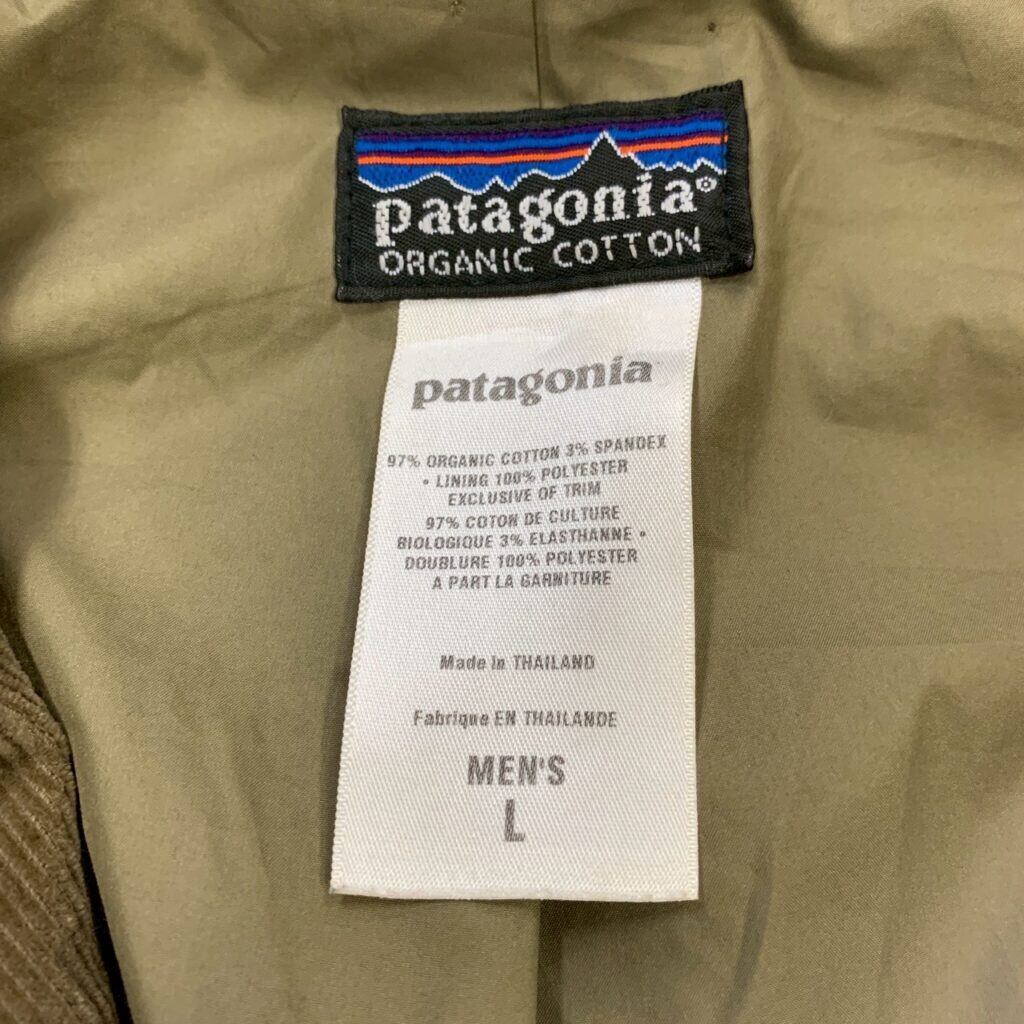 patagonia®
ORGANIC COTTON
patagonia
97% ORGANIC COTTON 3% SPANDEX
• LINING 100% POLYESTER
EXCLUSIVE OF TRIM
97% COTON DE CULTURE
BIOLOGIQUE 3% ELASTHANNE •
DOUBLURE 100% POLYESTER
A PART LA GARNITURE
Made in THAILAND
Fabrique EN THAILANDE
MEN'S
L